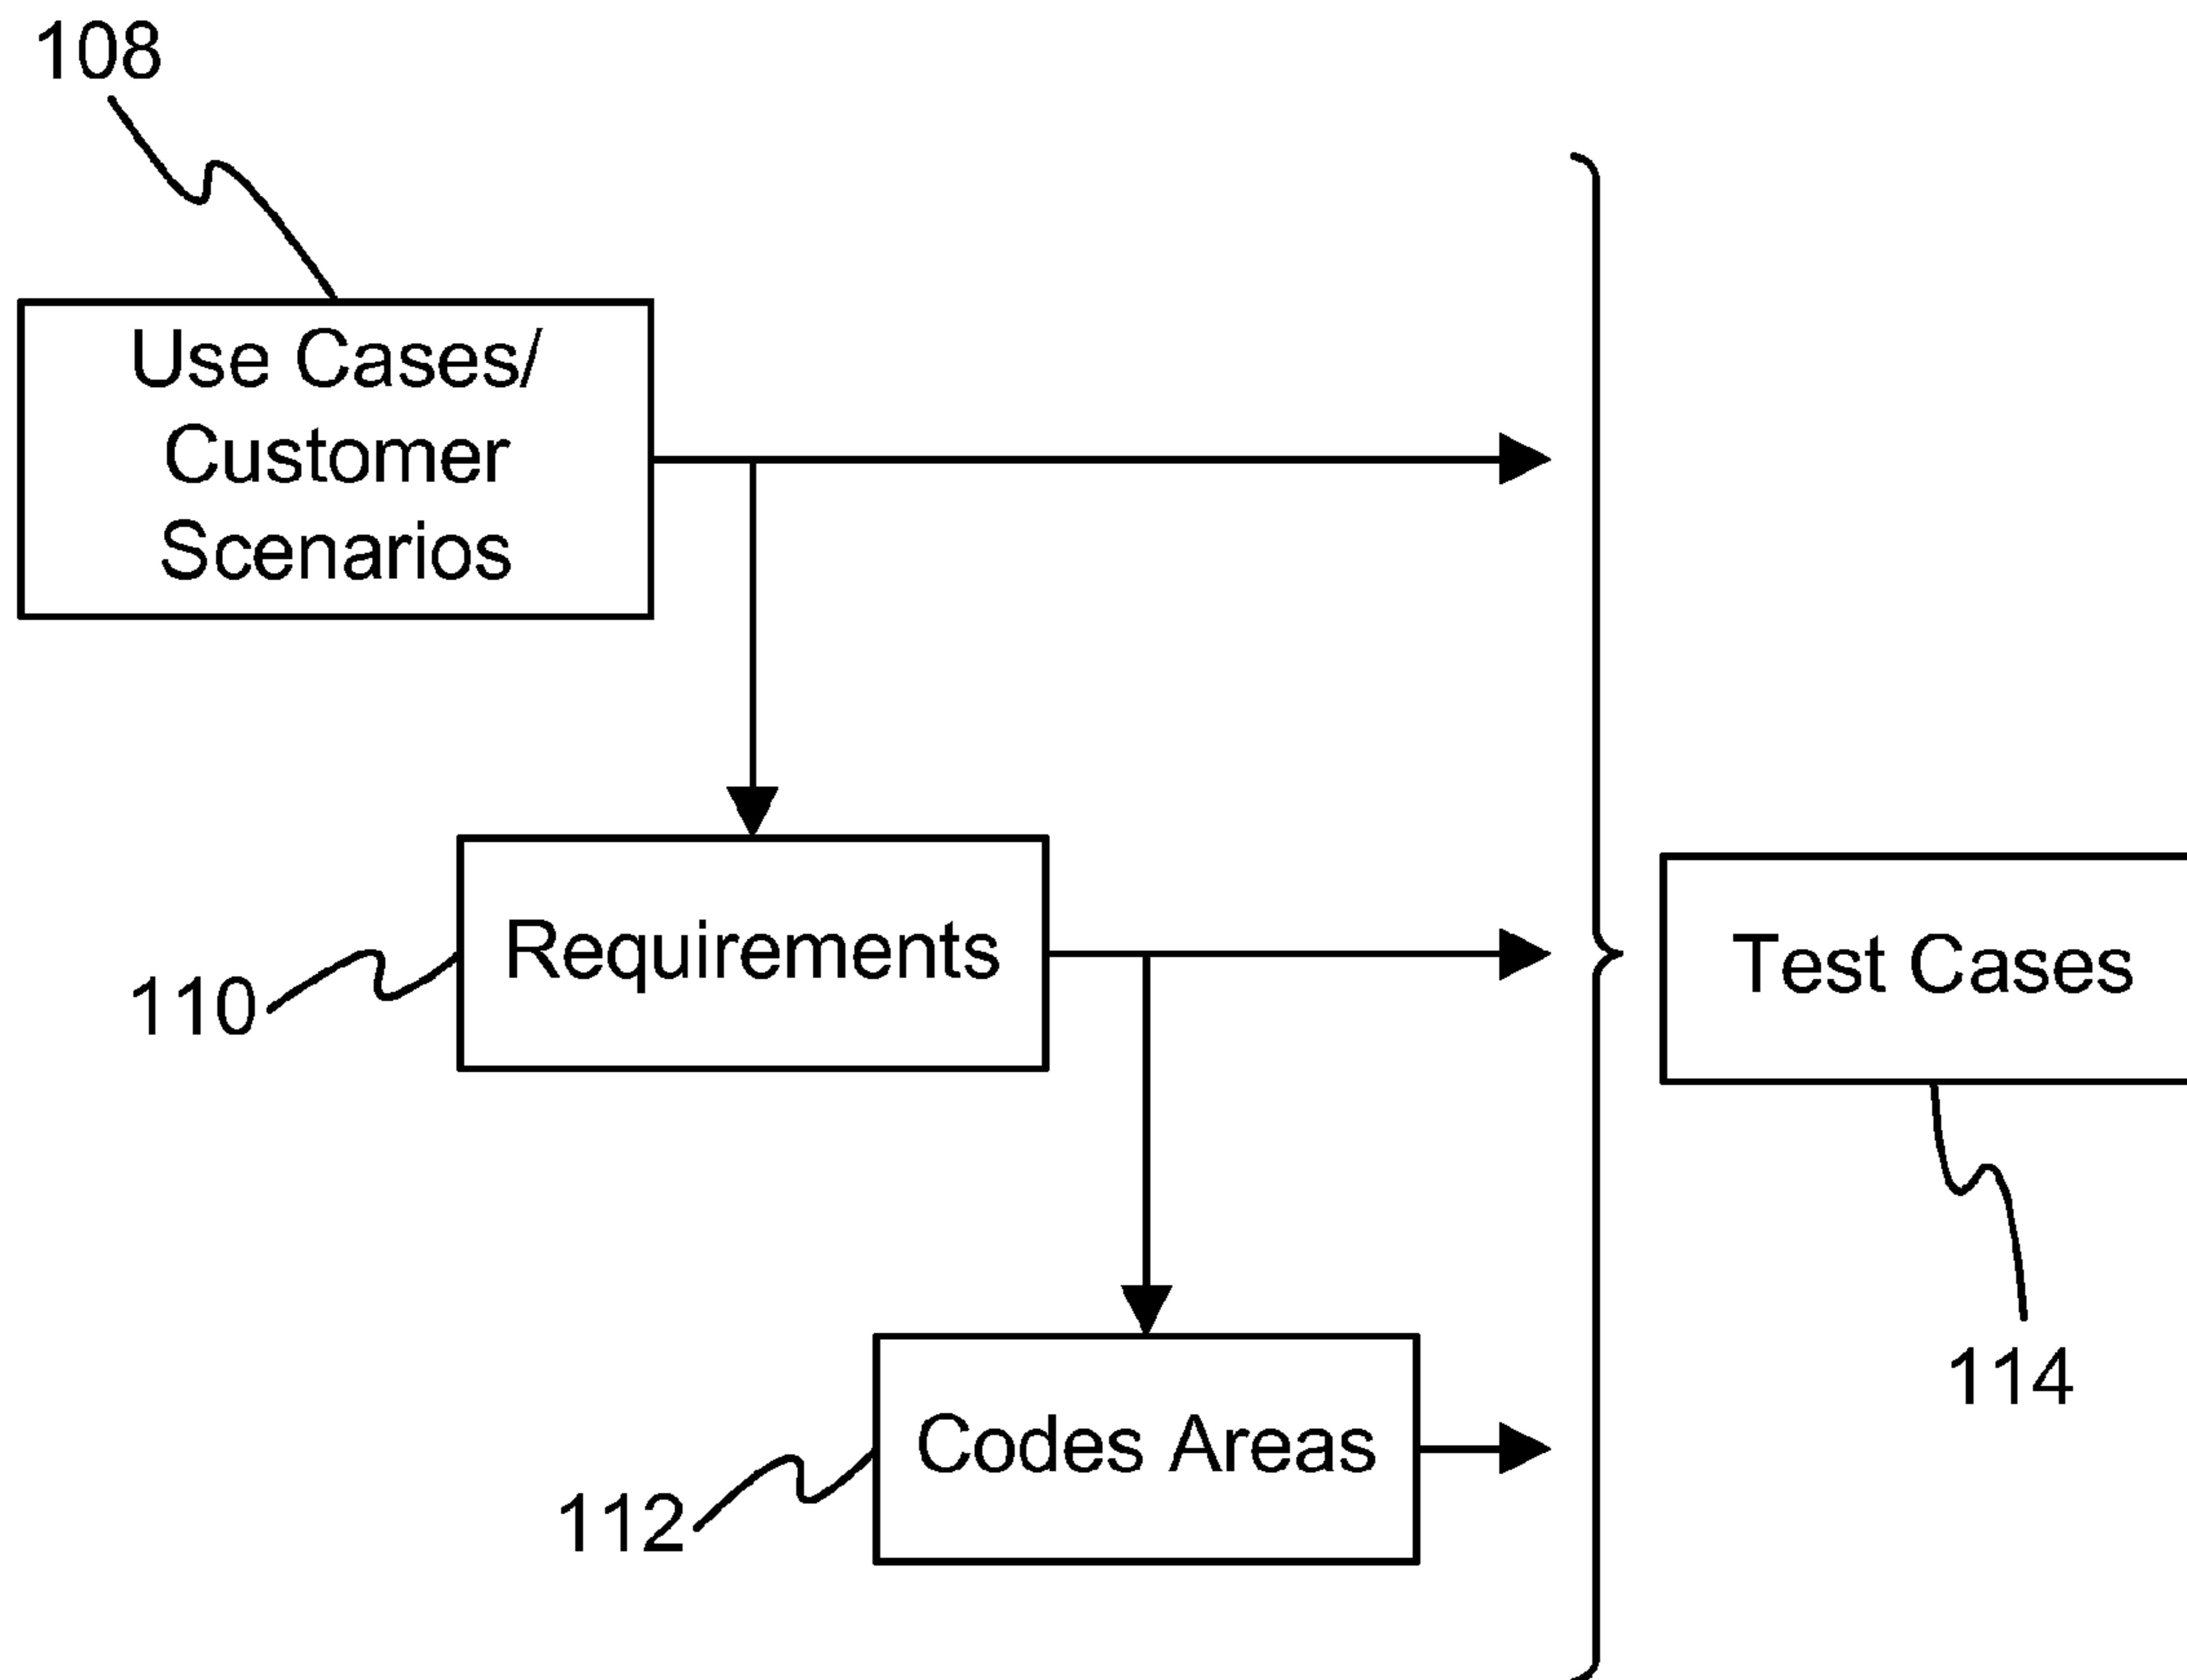 108
Use Cases/
Customer
Scenarios
Requirements
110
Test Cases
114
Codes Areas
112